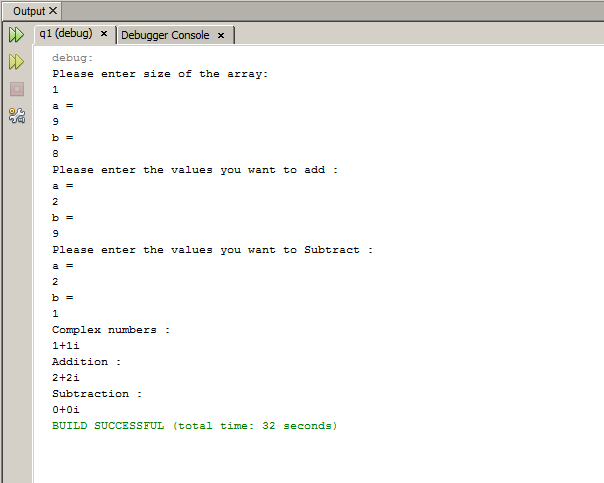 Output
q1 (debug)
Debugger Console
debug:
Please enter size of the array:
1
a =
9
b =
8
Please enter the values you want to add :
a =
2
b =
9
Please enter the values you want to Subtract :
a =
2
b =
1
Complex numbers :
1+1i
Addition :
2+2i
Subtraction :
0+0i
BUILD SUCCESSFUL (total time: 32 seconds)